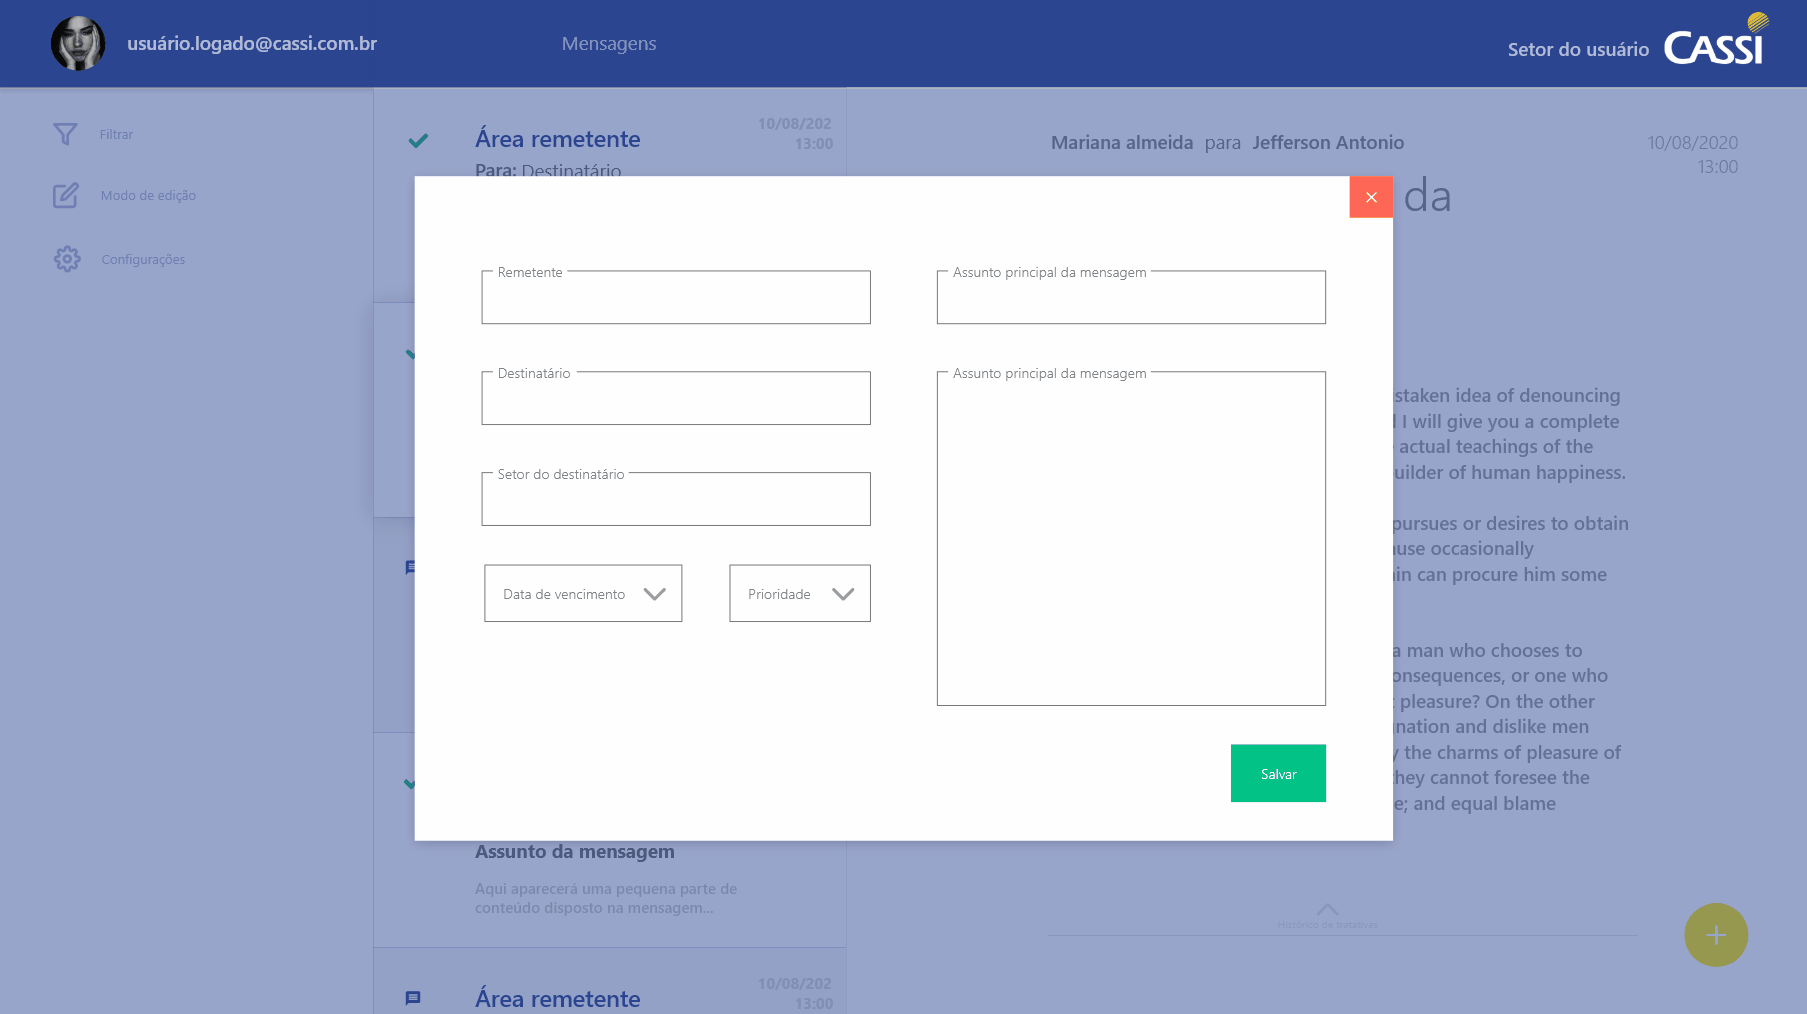 usuário.logado@cassi.com.br
Mensagens
Setor do usuário
CASSI
Filtrar
Modo de edição
Configurações
Área remetente
10/08/202
13:00
Para: Destinatário
Mariana almeida para Jefferson Antonio
10/08/2020
13:00
da
Remetente
Destinatário
Setor do destinatário
Data de vencimento
Prioridade
Assunto principal da mensagem
Assunto principal da mensagem
Salvar
staken idea of denouncing
I will give you a complete
actual teachings of the
uilder of human happiness.
pursues or desires to obtain
use occasionally
in can procure him some
a man who chooses to
onsequences, or one who
pleasure? On the other
nation and dislike men
y the charms of pleasure of
they cannot foresee the
e; and equal blame
Assunto da mensagem
Aqui aparecerá uma pequena parte de
conteúdo disposto na mensagem...
Histórico de tratativas
Área remetente
10/08/202
13:00